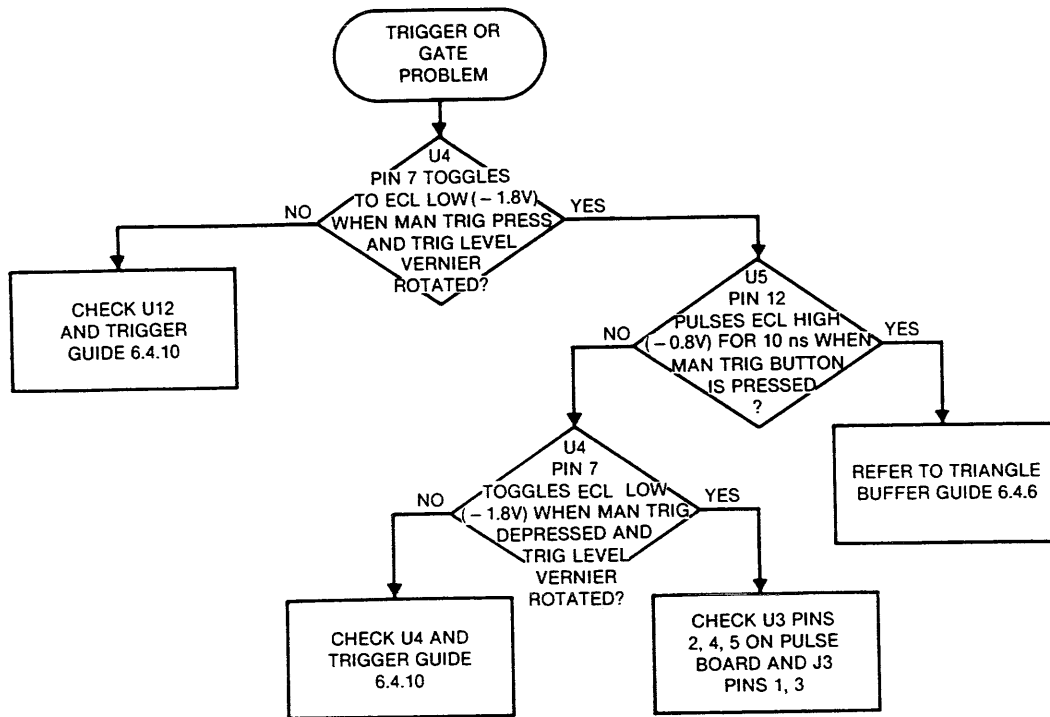 TRIGGER OR
GATE
PROBLEM
U4
PIN 7 TOGGLES
TO ECL LOW (– 1.8V)
WHEN MAN TRIG PRESS
AND TRIG LEVEL
VERNIER
ROTATED?
NO
YES
CHECK U12
AND TRIGGER
GUIDE 6.4.10
U5
PIN 12
PULSES ECL HIGH
(– 0.8V) FOR 10 ns WHEN
MAN TRIG BUTTON
IS PRESSED
?
NO
YES
U4
PIN 7
TOGGLES ECL LOW
(– 1.8V) WHEN MAN TRIG
DEPRESSED AND
TRIG LEVEL
VERNIER
ROTATED?
NO
YES
REFER TO TRIANGLE
BUFFER GUIDE 6.4.6
CHECK U4 AND
TRIGGER GUIDE
6.4.10
CHECK U3 PINS
2, 4, 5 ON PULSE
BOARD AND J3
PINS 1, 3